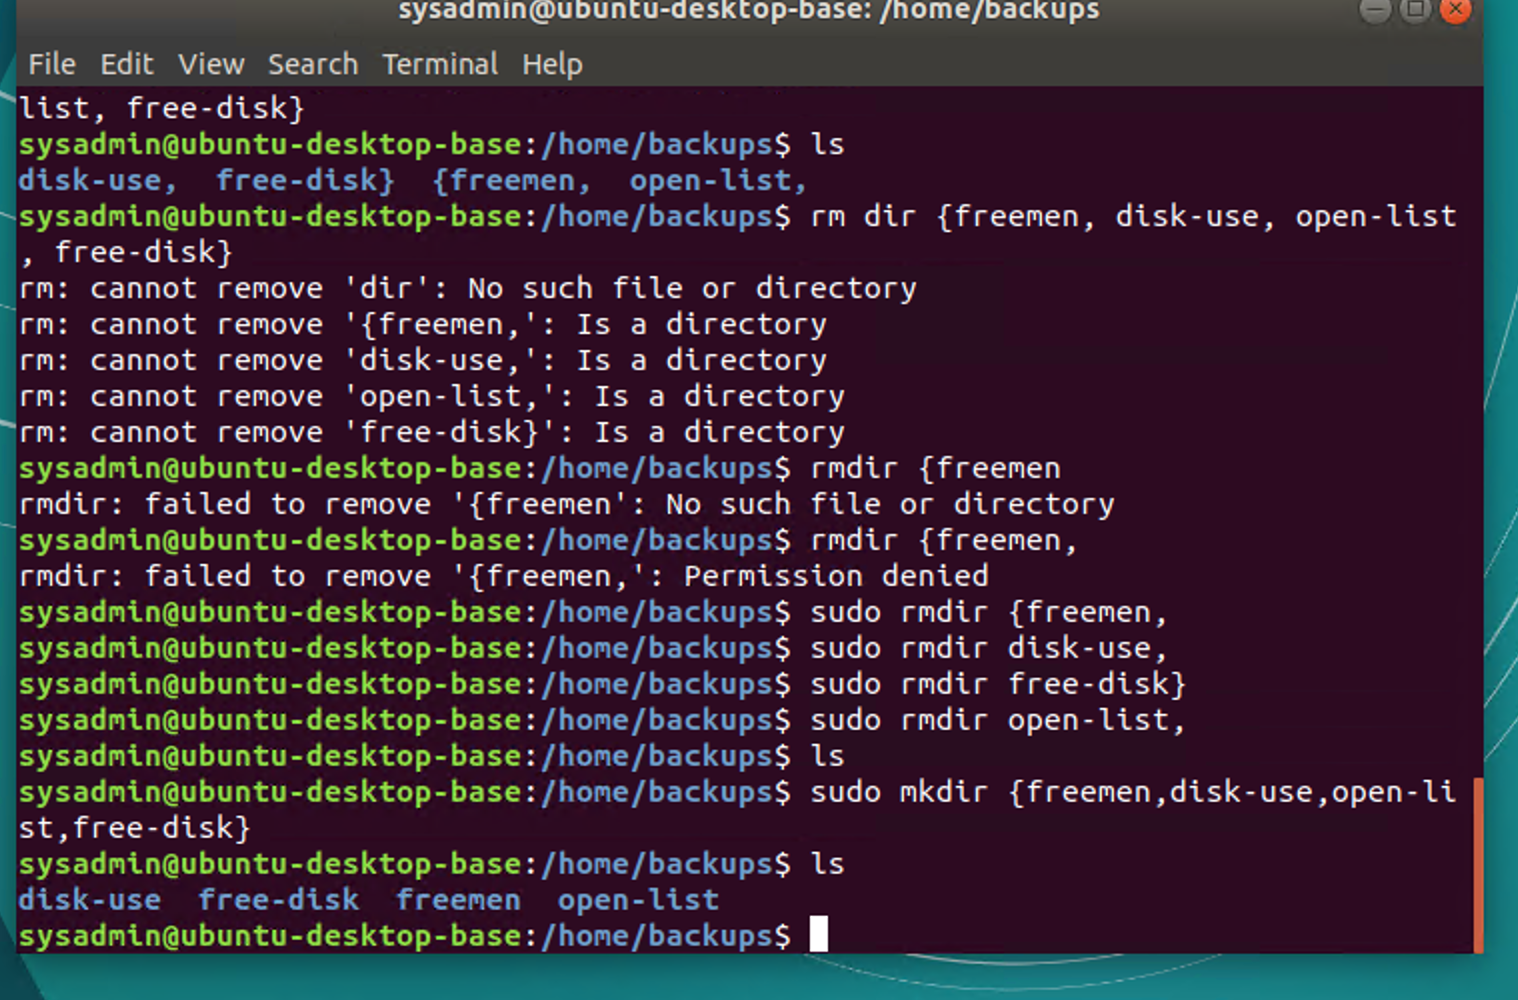 sysadmin@ubuntu-desktop-base: /home/backups
File Edit View Search Terminal Help
list, free-disk}
sysadmin@ubuntu-desktop-base:/home/backups$ ls
disk-use,  free-disk}  {freemen,  open-list,
sysadmin@ubuntu-desktop-base:/home/backups$ rm dir {freemen, disk-use, open-list
, free-disk}
rm: cannot remove 'dir': No such file or directory
rm: cannot remove '{freemen,': Is a directory
rm: cannot remove 'disk-use,': Is a directory
rm: cannot remove 'open-list,': Is a directory
rm: cannot remove 'free-disk}': Is a directory
sysadmin@ubuntu-desktop-base:/home/backups$ rmdir {freemen
rmdir: failed to remove '{freemen': No such file or directory
sysadmin@ubuntu-desktop-base:/home/backups$ rmdir {freemen,
rmdir: failed to remove '{freemen,': Permission denied
sysadmin@ubuntu-desktop-base:/home/backups$ sudo rmdir {freemen,
sysadmin@ubuntu-desktop-base:/home/backups$ sudo rmdir disk-use,
sysadmin@ubuntu-desktop-base:/home/backups$ sudo rmdir free-disk}
sysadmin@ubuntu-desktop-base:/home/backups$ sudo rmdir open-list,
sysadmin@ubuntu-desktop-base:/home/backups$ ls
sysadmin@ubuntu-desktop-base:/home/backups$ sudo mkdir {freemen,disk-use,open-li
st,free-disk}
sysadmin@ubuntu-desktop-base:/home/backups$ ls
disk-use  free-disk  freemen  open-list
sysadmin@ubuntu-desktop-base:/home/backups$